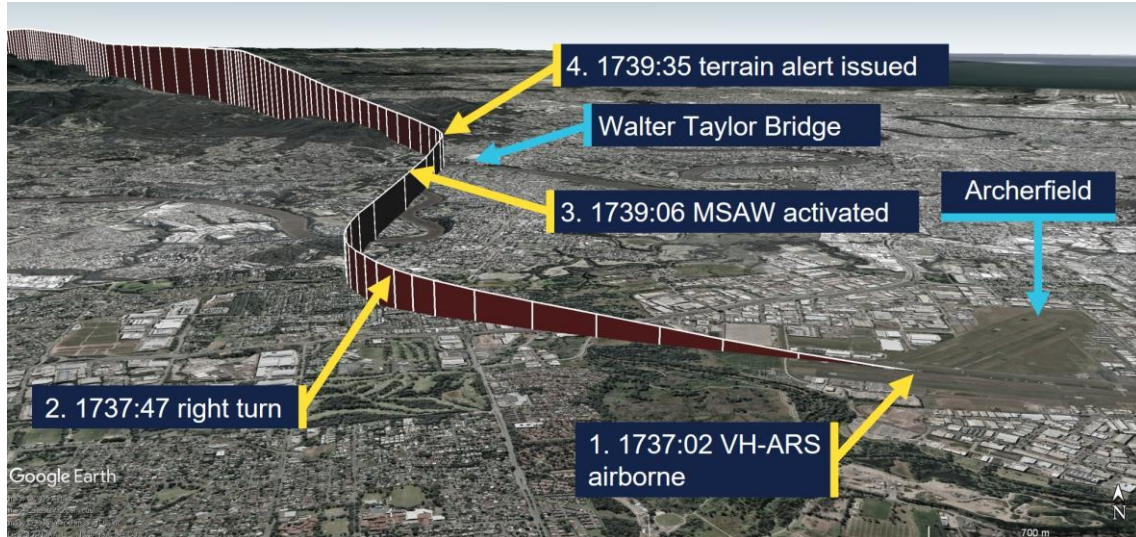 4. 1739:35 terrain alert issued
Walter Taylor Bridge
Archerfield
3. 1739:06 MSAW activated
2. 1737:47 right turn
1. 1737:02 VH-ARS
airborne
Google Earth
N
700 m